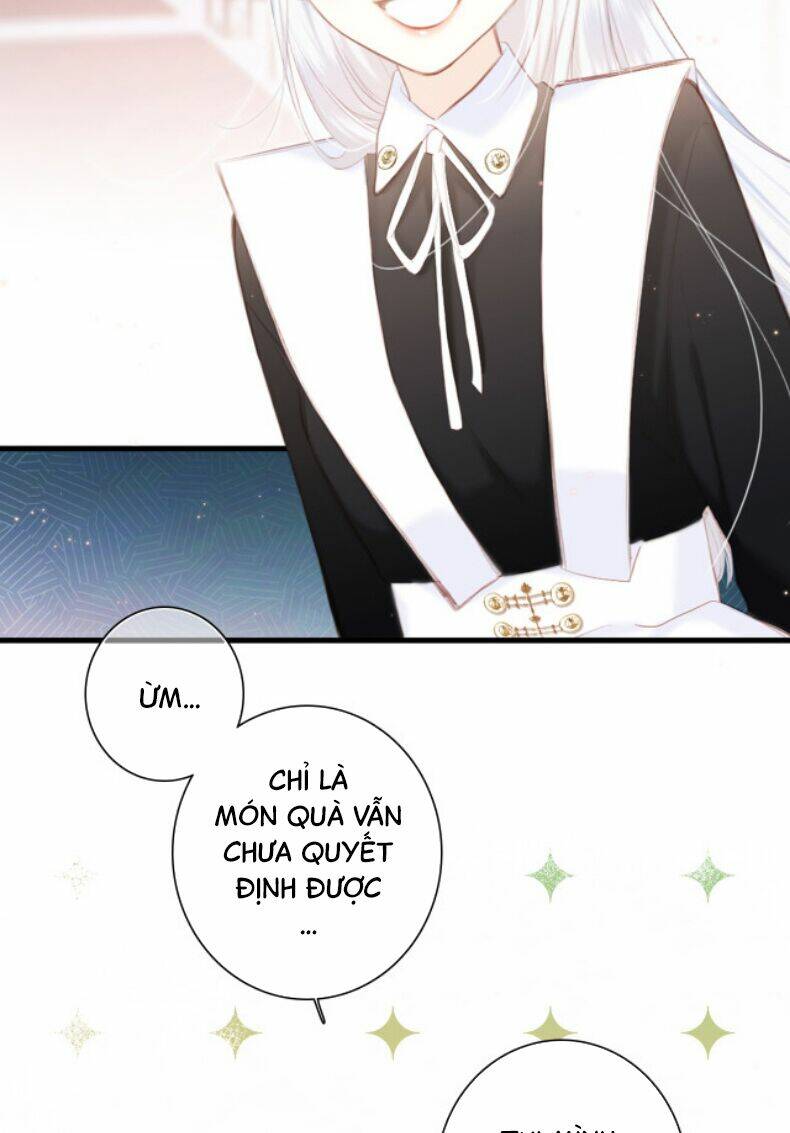 ỪM...
CHỈ LÀ
MÓN QUÀ VẪN
CHƯA QUYẾT
ĐỊNH ĐƯỢC
...